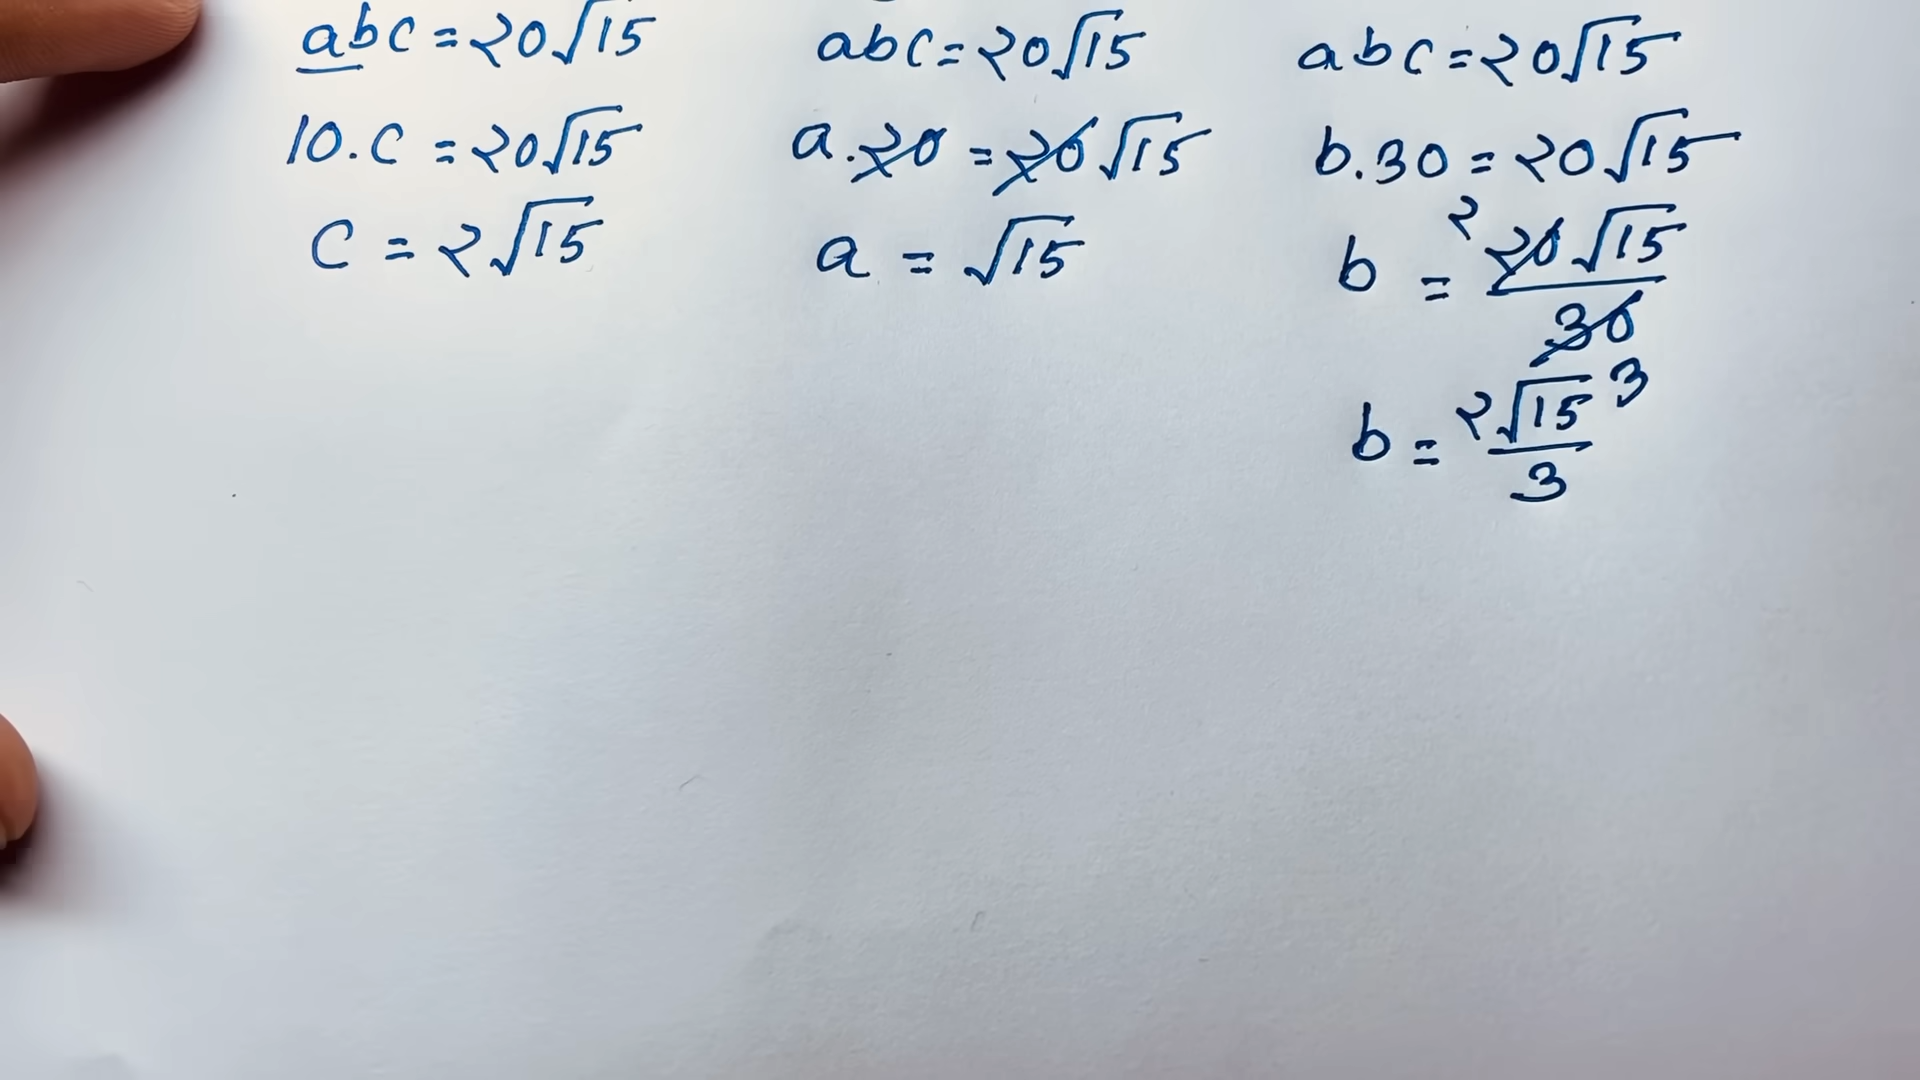 abc = 20√15
10.c = 20√15
c = 2√15
abc = 20√15
a.20 = 20√15
a = √15
abc = 20√15
b.30 = 20√15
b = 2 20√15 / 30 3
b = 2√15 / 3